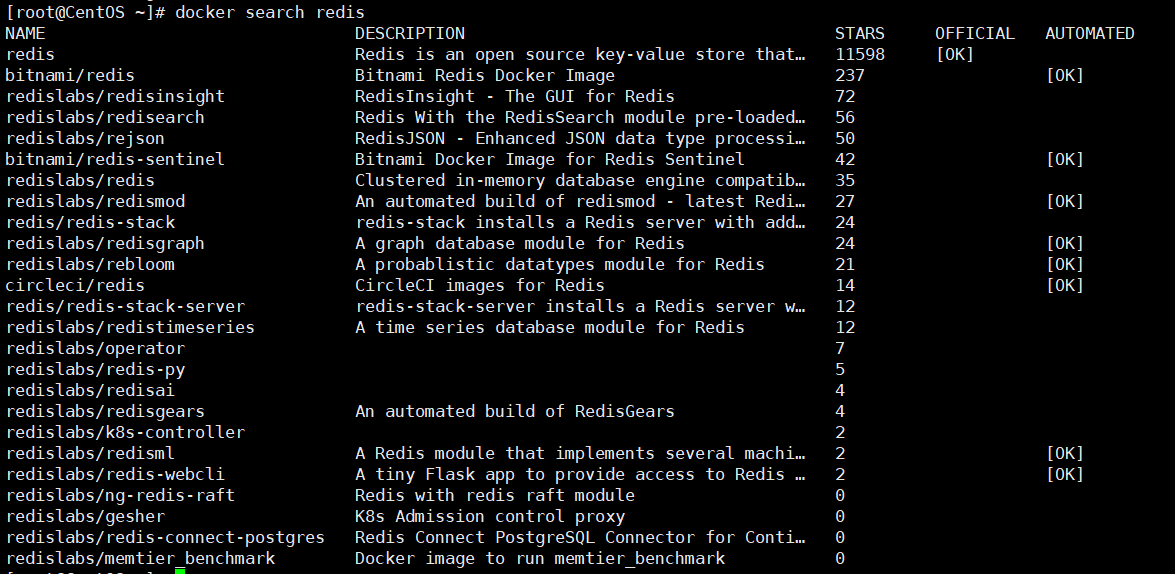 [root@CentOS ~]# docker search redis
NAME DESCRIPTION STARS OFFICIAL AUTOMATED
redis Redis is an open source key-value store that… 11598 [OK]
bitnami/redis Bitnami Redis Docker Image 237 [OK]
redislabs/redisinsight RedisInsight - The GUI for Redis 72
redislabs/redisearch Redis With the RedisSearch module pre-loaded… 56
redislabs/rejson RedisJSON - Enhanced JSON data type processi… 50
bitnami/redis-sentinel Bitnami Docker Image for Redis Sentinel 42 [OK]
redislabs/redis Clustered in-memory database engine compatib… 35
redislabs/redismod An automated build of redismod - latest Redi… 27 [OK]
redis/redis-stack redis-stack installs a Redis server with add… 24
redislabs/redisgraph A graph database module for Redis 24 [OK]
redislabs/rebloom A probablistic datatypes module for Redis 21 [OK]
circleci/redis CircleCI images for Redis 14 [OK]
redis/redis-stack-server redis-stack-server installs a Redis server w… 12
redislabs/redistimeseries A time series database module for Redis 12
redislabs/operator 7
redislabs/redis-py 5
redislabs/redisai 4
redislabs/redisgears An automated build of RedisGears 4
redislabs/k8s-controller 2
redislabs/redisml A Redis module that implements several machi… 2 [OK]
redislabs/redis-webcli A tiny Flask app to provide access to Redis … 2 [OK]
redislabs/ng-redis-raft Redis with redis raft module 0
redislabs/gesher K8s Admission control proxy 0
redislabs/redis-connect-postgres Redis Connect PostgreSQL Connector for Conti… 0
redislabs/memtier_benchmark Docker image to run memtier_benchmark 0